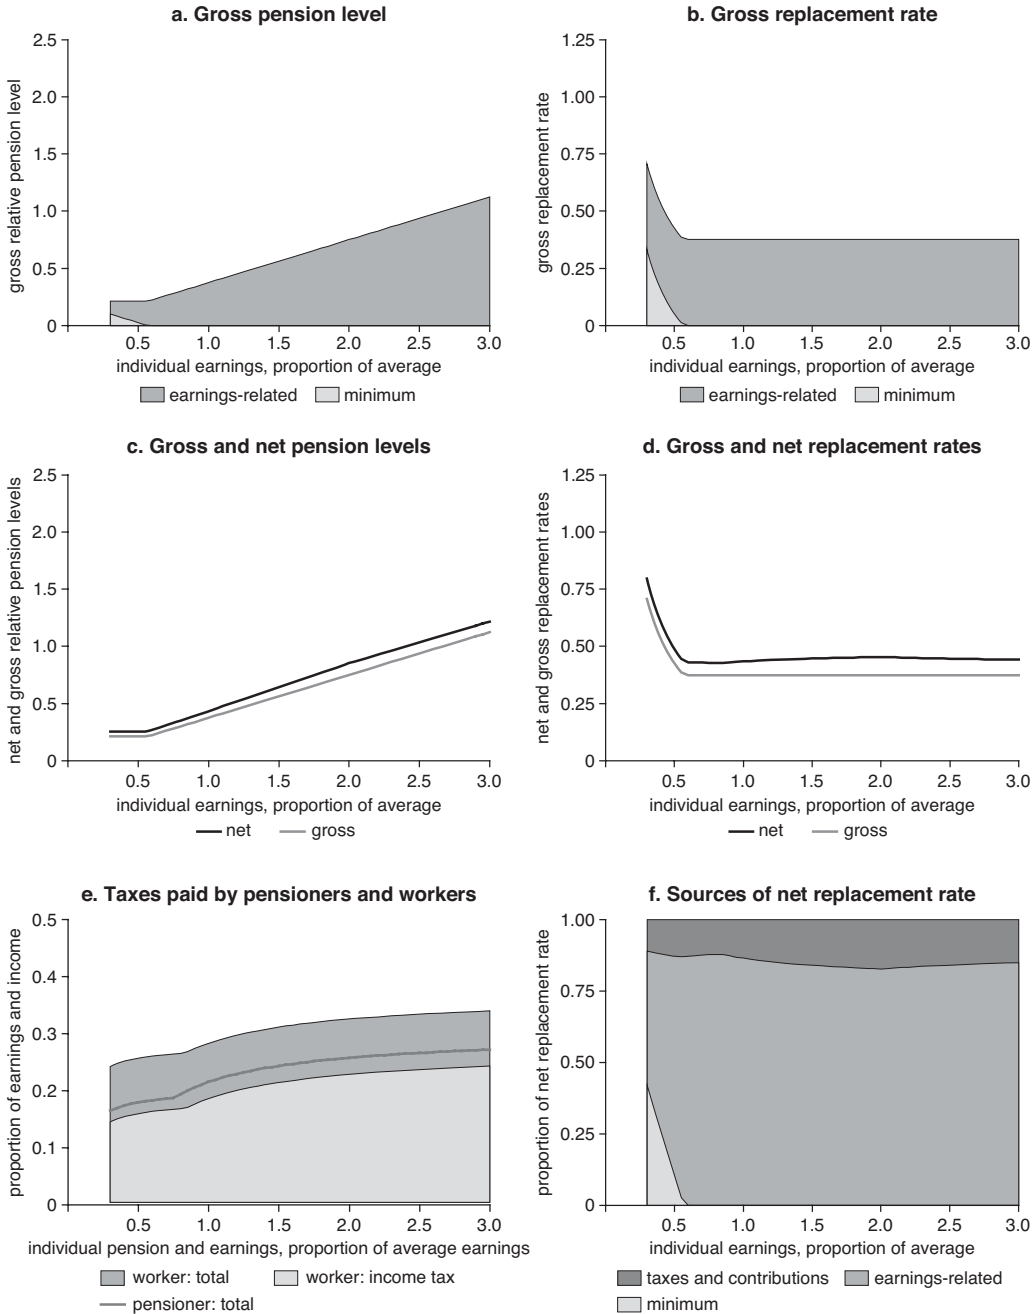 a. Gross pension level
gross relative pension level
2.5
2.0
1.5
1.0
0.5
0
0.5 1.0 1.5 2.0 2.5 3.0
individual earnings, proportion of average
earnings-related minimum
b. Gross replacement rate
gross replacement rate
1.25
1.00
0.75
0.50
0.25
0
0.5 1.0 1.5 2.0 2.5 3.0
individual earnings, proportion of average
earnings-related minimum
c. Gross and net pension levels
net and gross relative pension levels
2.5
2.0
1.5
1.0
0.5
0
0.5 1.0 1.5 2.0 2.5 3.0
individual earnings, proportion of average
net gross
d. Gross and net replacement rates
net and gross replacement rates
1.25
1.00
0.75
0.50
0.25
0
0.5 1.0 1.5 2.0 2.5 3.0
individual earnings, proportion of average
net gross
e. Taxes paid by pensioners and workers
proportion of earnings and income
0.5
0.4
0.3
0.2
0.1
0
0.5 1.0 1.5 2.0 2.5 3.0
individual pension and earnings, proportion of average earnings
worker: total worker: income tax
pensioner: total
f. Sources of net replacement rate
proportion of net replacement rate
1.00
0.75
0.50
0.25
0
0.5 1.0 1.5 2.0 2.5 3.0
individual earnings, proportion of average
taxes and contributions earnings-related
minimum